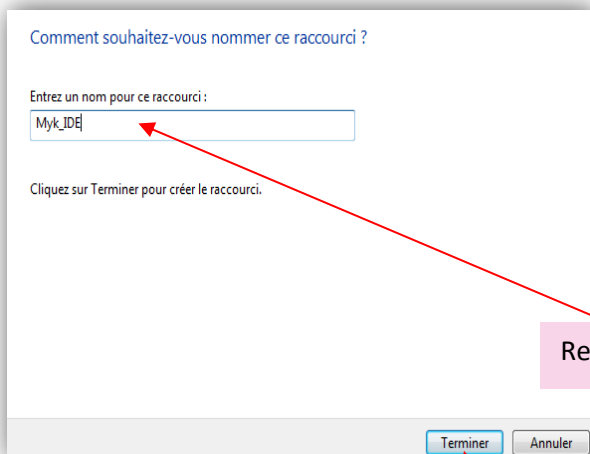 Comment souhaitez-vous nommer ce raccourci ?
Entrez un nom pour ce raccourci :
Myk_IDE
Cliquez sur Terminer pour créer le raccourci.
Re
Terminer
Annuler